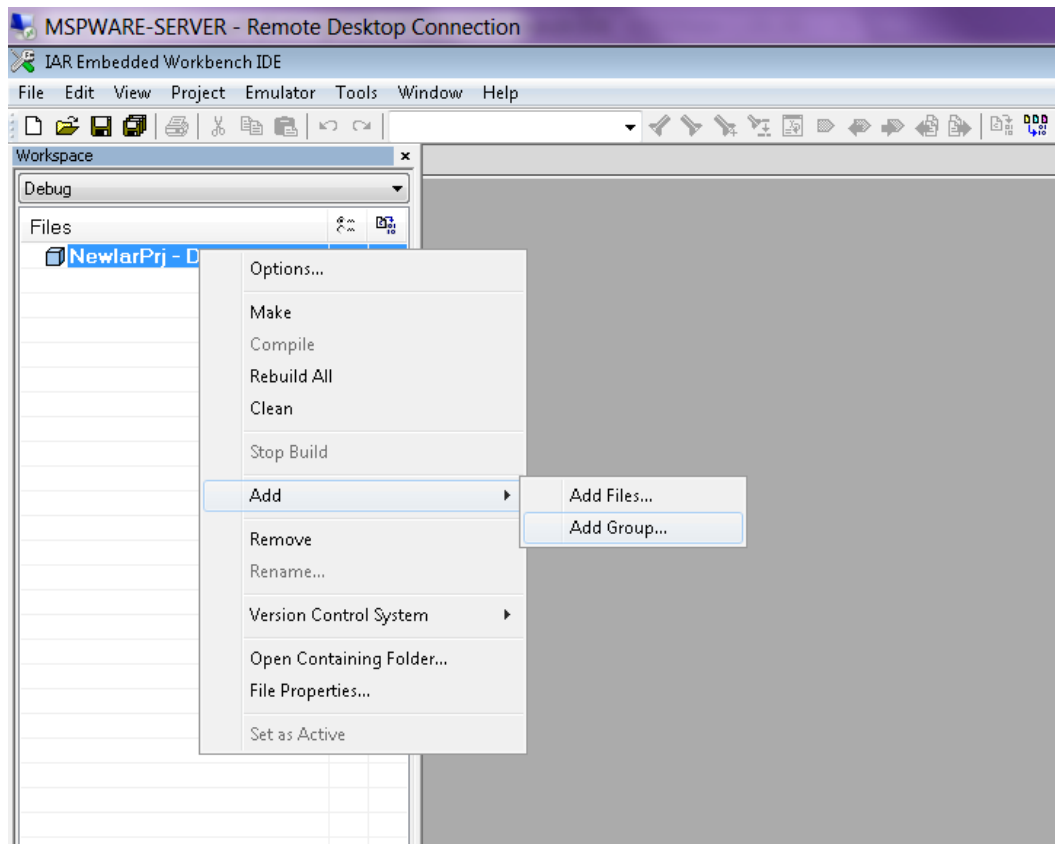 MSPWARE-SERVER - Remote Desktop Connection
IAR Embedded Workbench IDE
File Edit View Project Emulator Tools Window Help
Workspace
Debug
Files
NewIarPrj - D
Options...
Make
Compile
Rebuild All
Clean
Stop Build
Add
Add Files...
Add Group...
Remove
Rename...
Version Control System
Open Containing Folder...
File Properties...
Set as Active